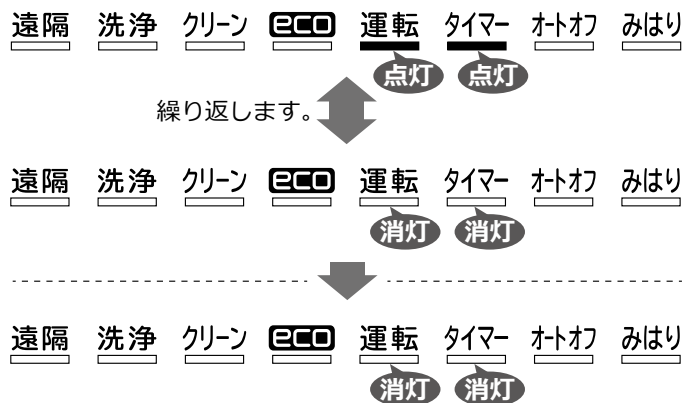 遠隔 洗浄 クリーン eco 運転 タイマー オートオフ みはり
点灯 点灯
繰り返します。
遠隔 洗浄 クリーン eco 運転 タイマー オートオフ みはり
消灯 消灯
遠隔 洗浄 クリーン eco 運転 タイマー オートオフ みはり
消灯 消灯